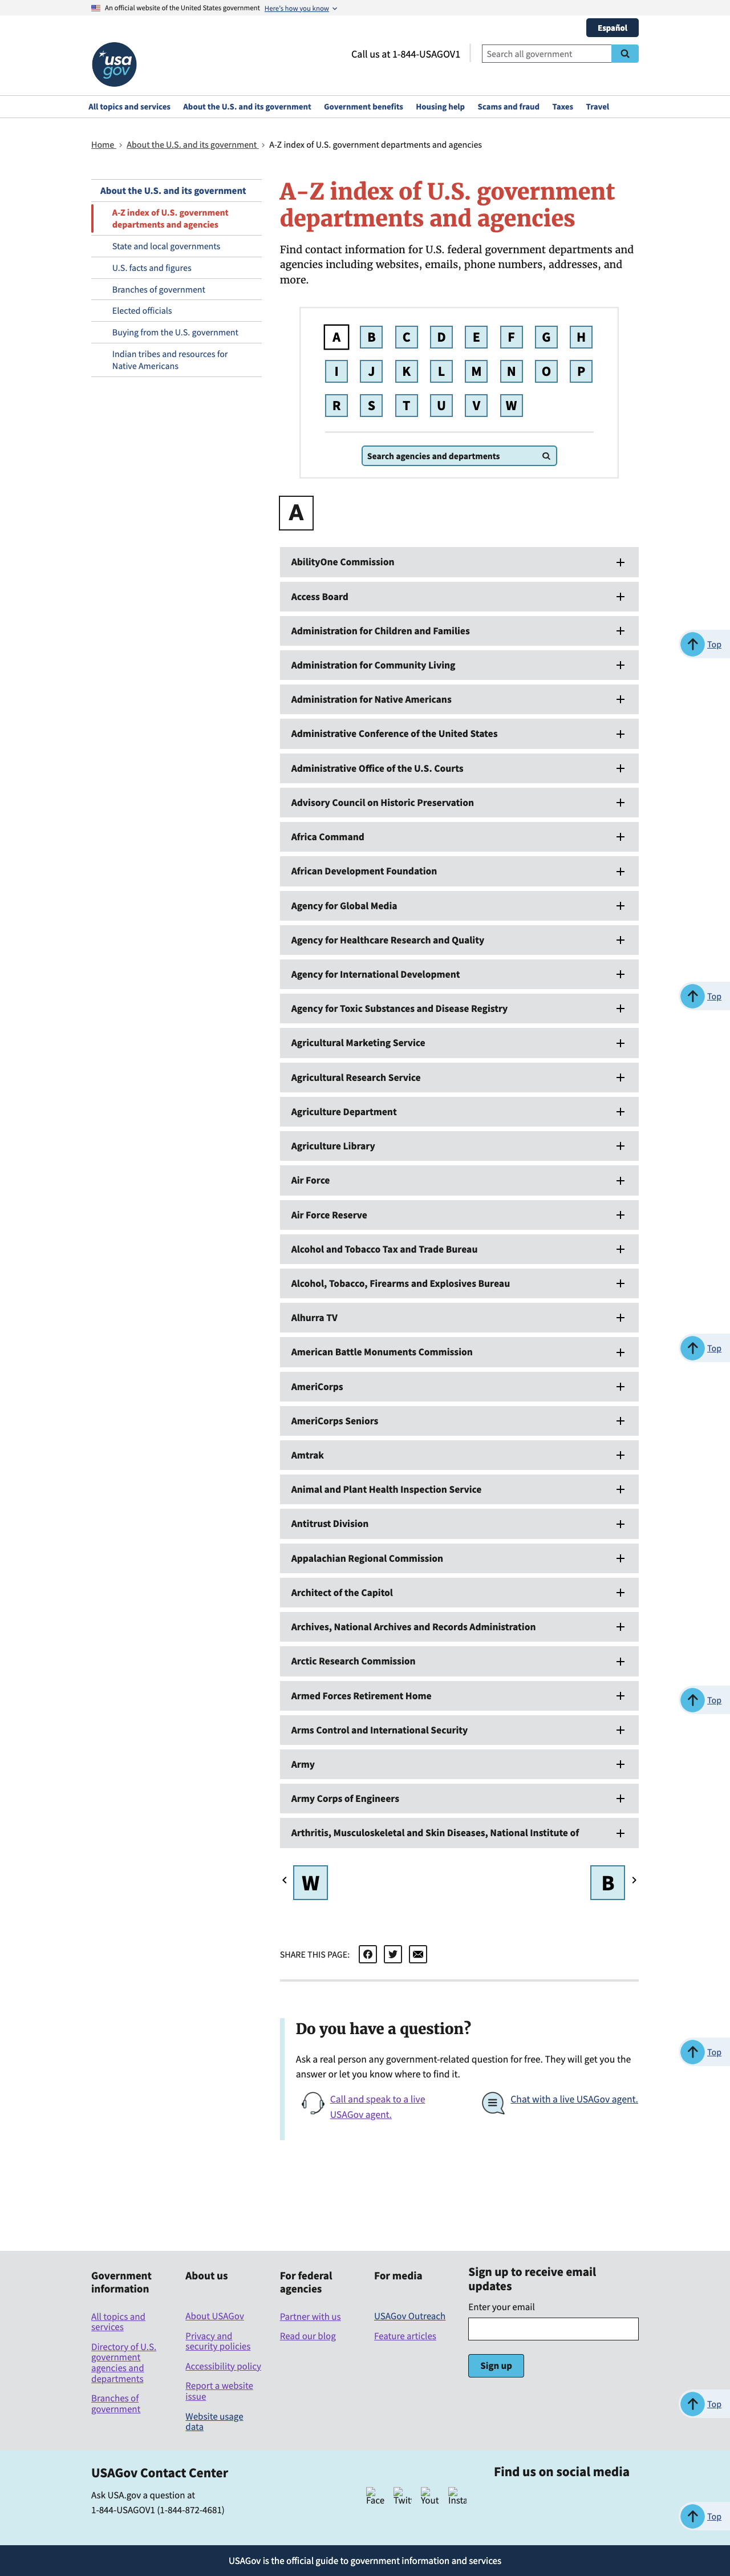 An official website of the United States government Here's how you know
Español
usa gov
Call us at 1-844-USAGOV1
Search all government
All topics and services About the U.S. and its government Government benefits Housing help Scams and fraud Taxes Travel
Home About the U.S. and its government A-Z index of U.S. government departments and agencies
About the U.S. and its government
A-Z index of U.S. government
departments and agencies
State and local governments
U.S. facts and figures
Branches of government
Elected officials
Buying from the U.S. government
Indian tribes and resources for
Native Americans
A-Z index of U.S. government
departments and agencies
Find contact information for U.S. federal government departments and
agencies including websites, emails, phone numbers, addresses, and
more.
A B C D E F G H
I J K L M N O P
R S T U V W
Search agencies and departments
A
AbilityOne Commission
Access Board
Administration for Children and Families
Top
Administration for Community Living
Administration for Native Americans
Administrative Conference of the United States
Administrative Office of the U.S. Courts
Advisory Council on Historic Preservation
Africa Command
African Development Foundation
Agency for Global Media
Agency for Healthcare Research and Quality
Agency for International Development
Top
Agency for Toxic Substances and Disease Registry
Agricultural Marketing Service
Agricultural Research Service
Agriculture Department
Agriculture Library
Air Force
Air Force Reserve
Alcohol and Tobacco Tax and Trade Bureau
Alcohol, Tobacco, Firearms and Explosives Bureau
Alhurra TV
Top
American Battle Monuments Commission
AmeriCorps
AmeriCorps Seniors
Amtrak
Animal and Plant Health Inspection Service
Antitrust Division
Appalachian Regional Commission
Architect of the Capitol
Archives, National Archives and Records Administration
Arctic Research Commission
Armed Forces Retirement Home
Top
Arms Control and International Security
Army
Army Corps of Engineers
Arthritis, Musculoskeletal and Skin Diseases, National Institute of
W B
SHARE THIS PAGE:
Do you have a question?
Top
Ask a real person any government-related question for free. They will get you the
answer or let you know where to find it.
Call and speak to a live
USAGov agent.
Chat with a live USAGov agent.
Government
information
All topics and
services
Directory of U.S.
government
agencies and
departments
Branches of
government
About us
About USAGov
Privacy and
security policies
Accessibility policy
Report a website
issue
Website usage
data
For federal
agencies
Partner with us
Read our blog
For media
USAGov Outreach
Feature articles
Sign up to receive email
updates
Enter your email
Sign up
Top
USAGov Contact Center
Ask USA.gov a question at
1-844-USAGOV1 (1-844-872-4681)
Find us on social media
Face Twit Yout Insta
Top
USAGov is the official guide to government information and services